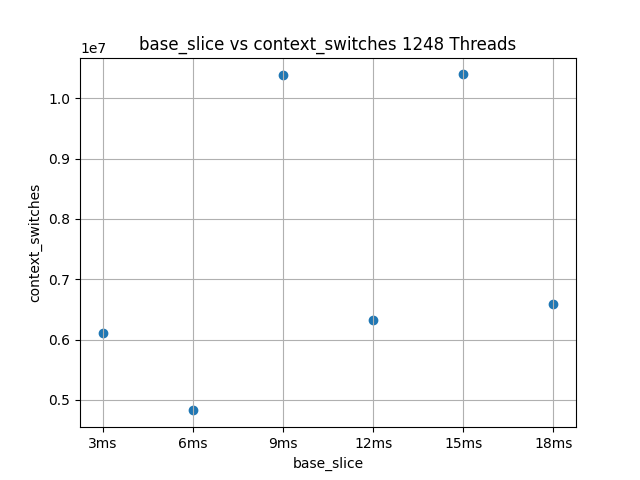 base_slice vs context_switches 1248 Threads
1e7
1.0
0.9
0.8
0.7
0.6
0.5
context_switches
3ms 6ms 9ms 12ms 15ms 18ms
base_slice